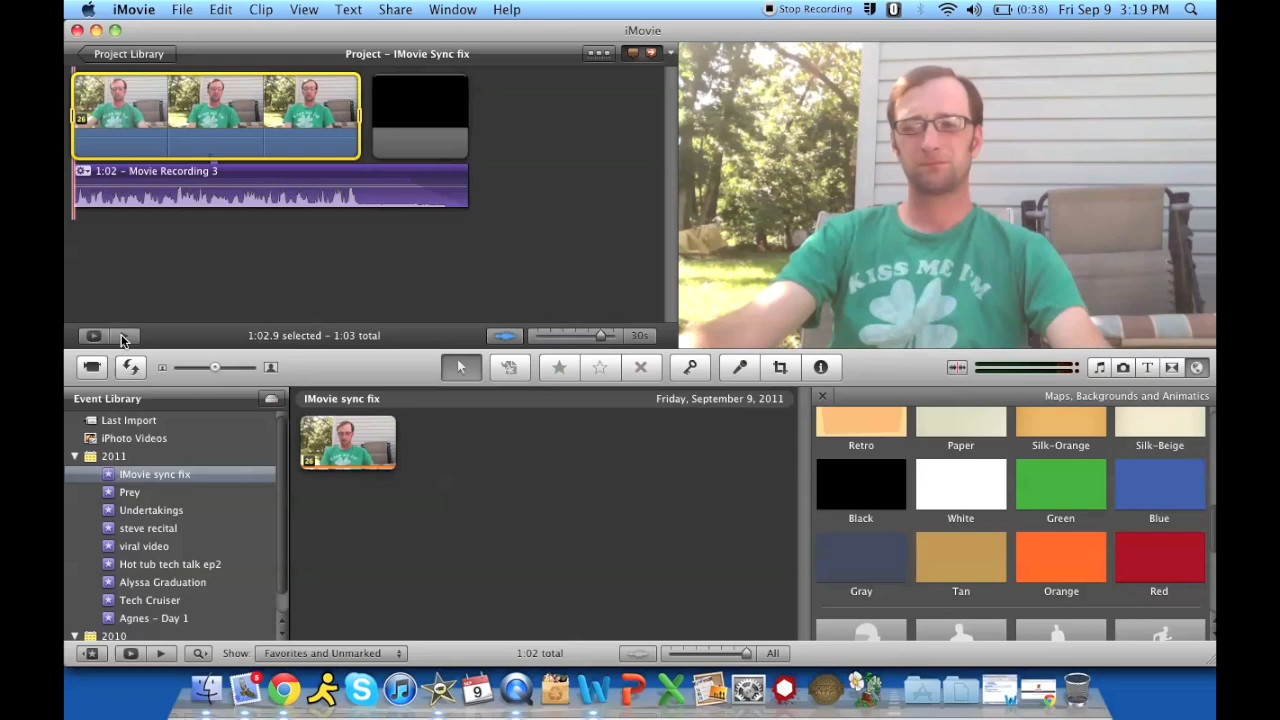 iMovie File Edit Clip View Text Share Window Help Stop Recording (0:38) Fri Sep 9 3:19 PM
iMovie
Project Library Project - IMovie Sync fix
26
1:02 - Movie Recording 3
KISS ME I'M
1:02.9 selected - 1:03 total 30s
Event Library
Last Import
iPhoto Videos
2011
IMovie sync fix
Prey
Undertakings
steve recital
viral video
Hot tub tech talk ep2
Alyssa Graduation
Tech Cruiser
Agnes - Day 1
2010
IMovie sync fix Friday, September 9, 2011
26
Maps, Backgrounds and Animatics
Retro Paper Silk-Orange Silk-Beige
Black White Green Blue
Gray Tan Orange Red
Show: Favorites and Unmarked 1:02 total All
5
9